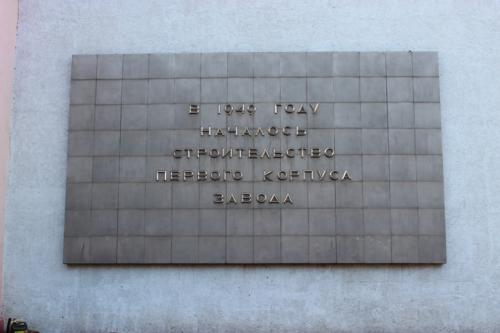 В 1949 ГОДУ
НАЧАЛОСЬ
СТРОИТЕЛЬСТВО
ПЕРВОГО КОРПУСА
ЗАВОДА